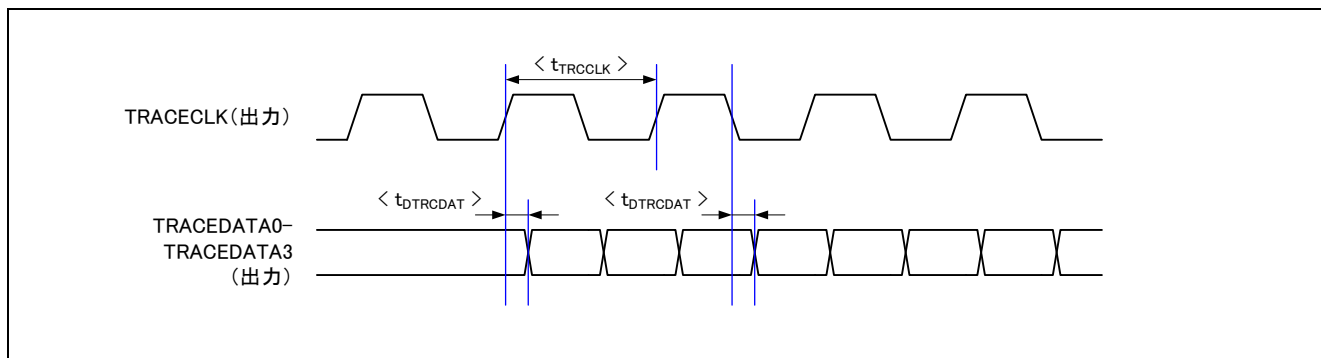 < tTRCCLK >
TRACECLK(出力)
< tDTRCDAT > < tDTRCDAT >
TRACEDATA0-
TRACEDATA3
(出力)